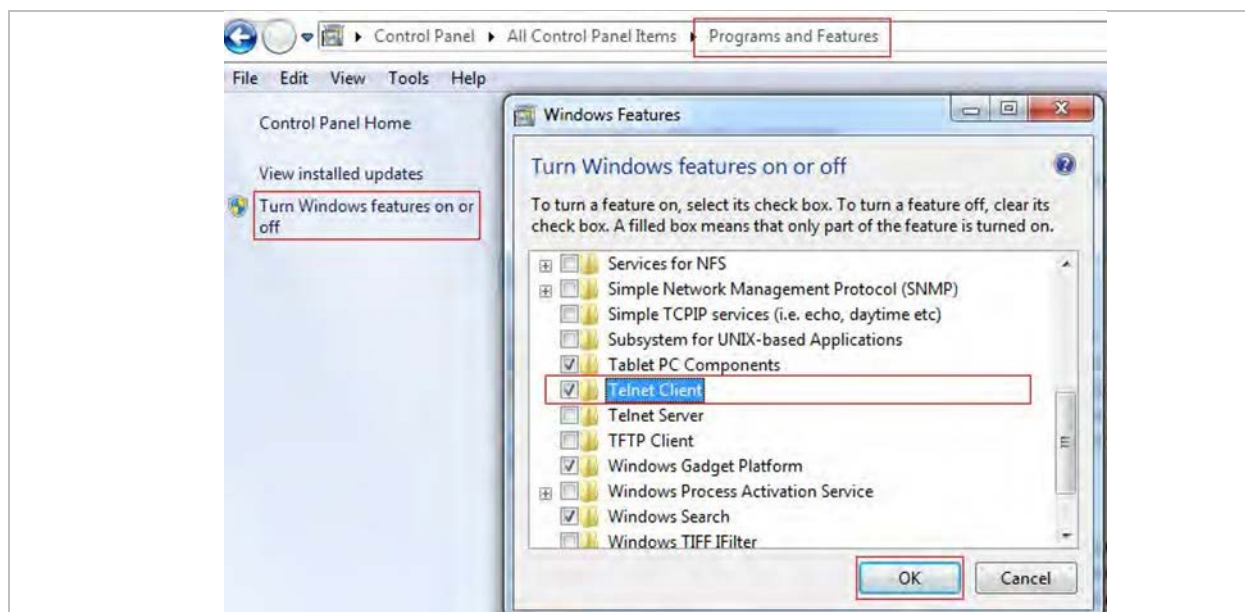 Control Panel All Control Panel Items Programs and Features
File Edit View Tools Help
Control Panel Home
View installed updates
Turn Windows features on or
off
Windows Features
Turn Windows features on or off
To turn a feature on, select its check box. To turn a feature off, clear its
check box. A filled box means that only part of the feature is turned on.
Services for NFS
Simple Network Management Protocol (SNMP)
Simple TCPIP services (i.e. echo, daytime etc)
Subsystem for UNIX-based Applications
Tablet PC Components
Telnet Client
Telnet Server
TFTP Client
Windows Gadget Platform
Windows Process Activation Service
Windows Search
Windows TIFF IFilter
OK Cancel